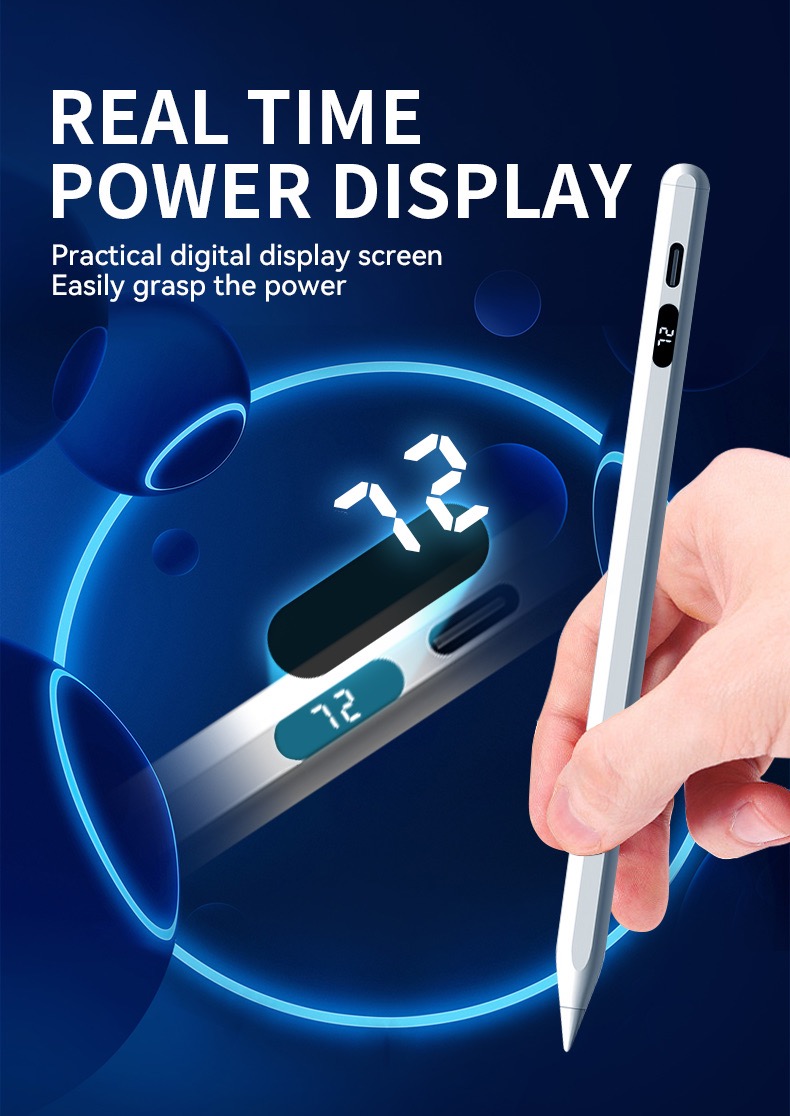 REAL TIME
POWER DISPLAY
Practical digital display screen
Easily grasp the power
72
72
72